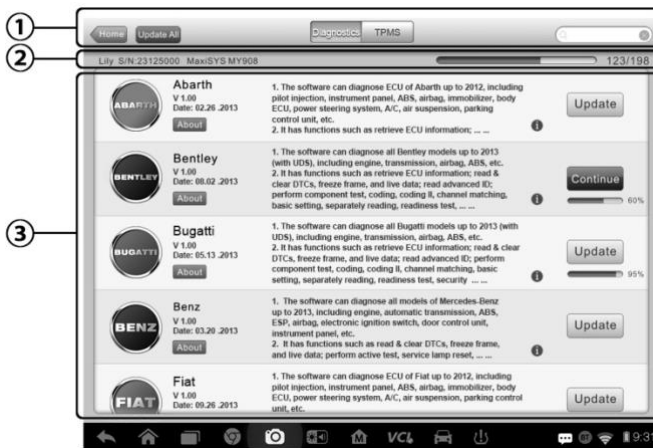 1
Home
Update All
Diagnostics
TPMS
2
Lily S/N:23125000 MaxiSYS MY908
123/198
3
ABARTH
Abarth
V 1.00
Date: 02.26 .2013
About
1. The software can diagnose ECU of Abarth up to 2012, including
pilot injection, instrument panel, ABS, airbag, immobilizer, body
ECU, power steering system, A/C, air suspension, parking
control unit, etc.
2. It has functions such as retrieve ECU information; ... ...
Update
BENTLEY
Bentley
V 1.00
Date: 08.02 .2013
About
1. The software can diagnose all Bentley models up to 2013
(with UDS), including engine, transmission, airbag, ABS, etc.
2. It has functions such as retrieve ECU information; read &
clear DTCs, freeze frame, and live data; read advanced ID;
perform component test, coding, coding II, channel matching,
basic setting, separately reading, readiness test, ... ...
Continue
60%
BUGATTI
Bugatti
V 1.00
Date: 05.13 .2013
About
1. The software can diagnose all Bugatti models up to 2013 (with
UDS), including engine, transmission, airbag, ABS, etc.
2. It has functions such as retrieve ECU information; read & clear
DTCs, freeze frame, and live data; read advanced ID; perform
component test, coding, coding II, channel matching, basic
setting, separately reading, readiness test, security ... ...
Update
95%
BENZ
Benz
V 1.00
Date: 03.20 .2013
About
1. The software can diagnose all models of Mercedes-Benz
up to 2013, including engine, automatic transmission, ABS,
ESP, airbag, electronic ignition switch, door control unit,
instrument panel, etc.
2. It has functions such as read & clear DTCs, freeze frame,
and live data; perform active test, service lamp reset, ... ...
Update
FIAT
Fiat
V 1.00
Date: 09.26 .2013
1. The software can diagnose ECU of Fiat up to 2012, including
pilot injection, instrument panel, ABS, airbag, immobilizer, body
ECU, power steering system, A/C, air suspension, parking control
unit, etc.
Update
M
VCI
9:31